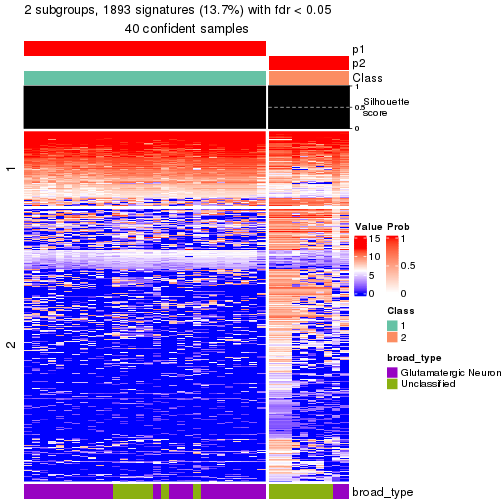 2 subgroups, 1893 signatures (13.7%) with fdr < 0.05
40 confident samples
p1
p2
Class
1
0.5
0
Silhouette
score
1
2
Value
15
10
5
0
Prob
1
0.5
0
Class
1
2
broad_type
Glutamatergic Neuron
Unclassified
broad_type